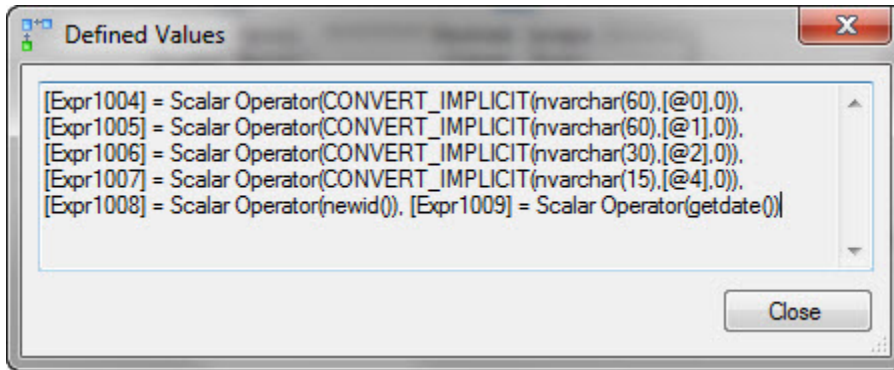 Defined Values
[Expr1004] = Scalar Operator(CONVERT_IMPLICIT(nvarchar(60),[@0],0)),
[Expr1005] = Scalar Operator(CONVERT_IMPLICIT(nvarchar(60),[@1],0)),
[Expr1006] = Scalar Operator(CONVERT_IMPLICIT(nvarchar(30),[@2],0)),
[Expr1007] = Scalar Operator(CONVERT_IMPLICIT(nvarchar(15),[@4],0)),
[Expr1008] = Scalar Operator(newid()), [Expr1009] = Scalar Operator(getdate())
Close